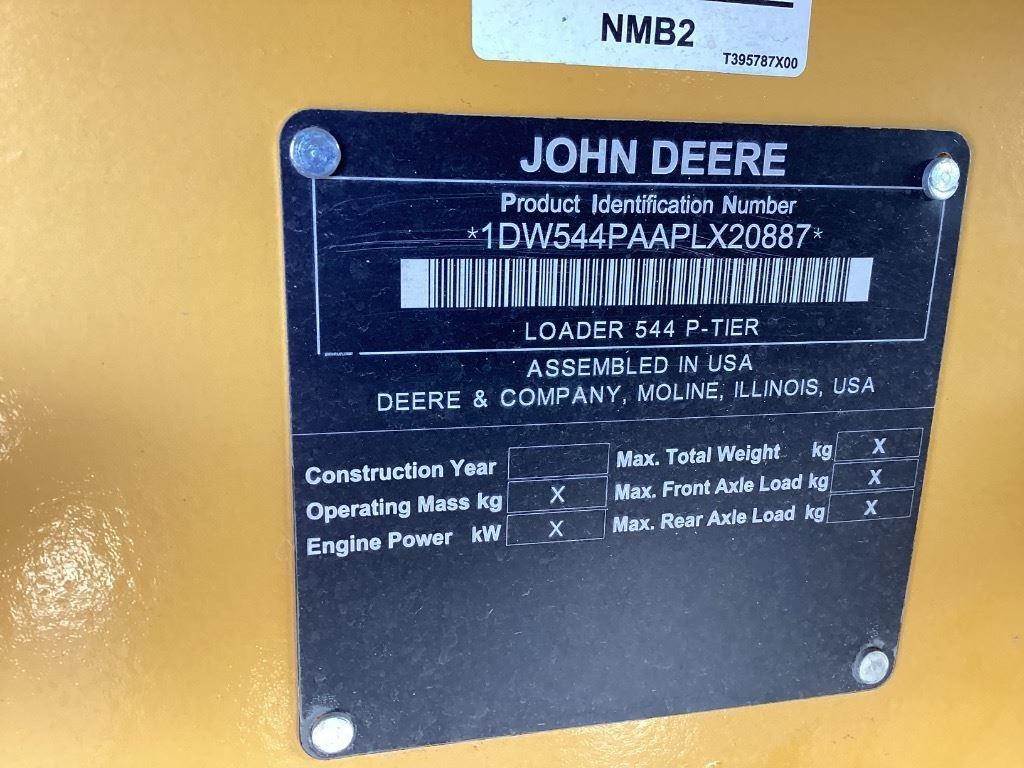 NMB2
T395787X00
JOHN DEERE
Product Identification Number
*1DW544PAAPLX20887*
LOADER 544 P-TIER
ASSEMBLED IN USA
DEERE & COMPANY, MOLINE, ILLINOIS, USA
Construction Year
Operating Mass kg X
Engine Power kW X
Max. Total Weight kg X
Max. Front Axle Load kg X
Max. Rear Axle Load kg X